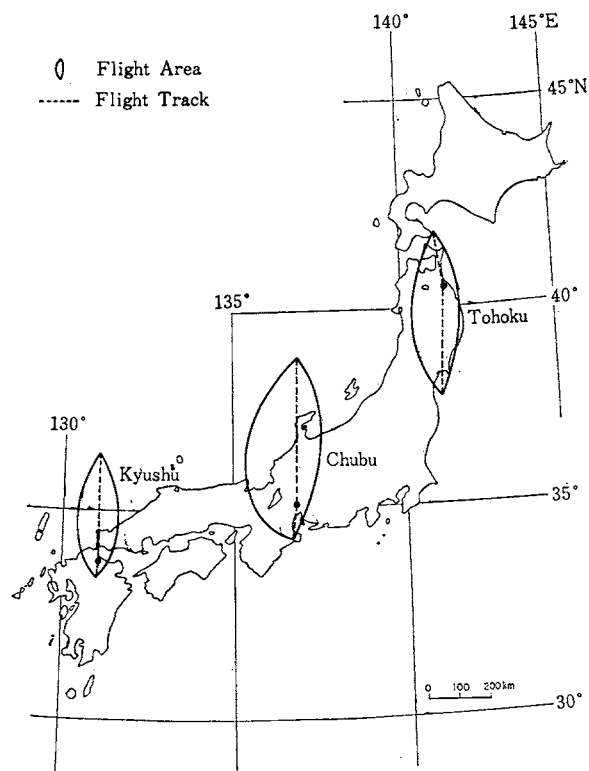 140°
145°E
Flight Area
Flight Track
45°N
40°
135°
Tohoku
130°
Kyushu
Chubu
35°
0 100 200km
30°